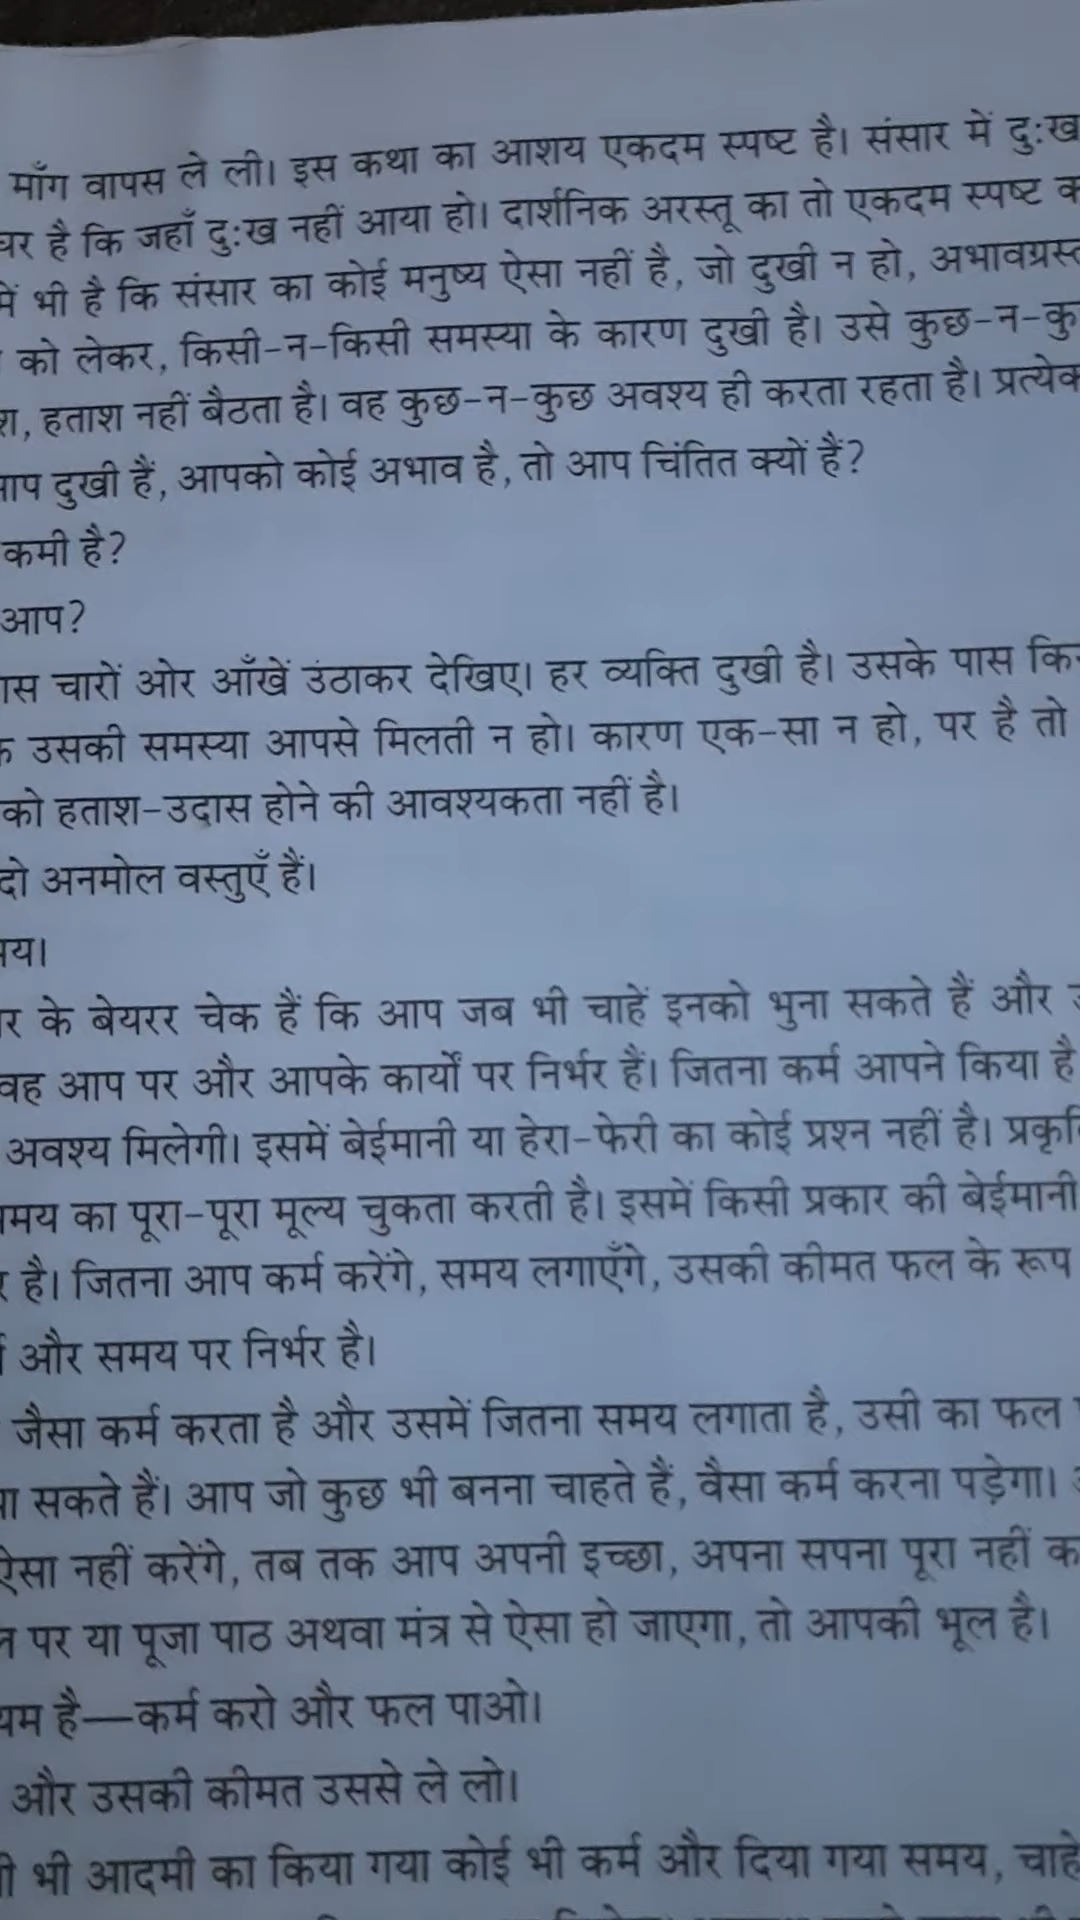 माँग वापस ले ली। इस कथा का आशय एकदम स्पष्ट है। संसार में दुःख
है कि जहाँ दुःख नहीं आया हो। दार्शनिक अरस्तू का तो एकदम स्पष्ट
में भी है कि संसार का कोई मनुष्य ऐसा नहीं है, जो दुखी न हो,
को लेकर, किसी-न-किसी समस्या के कारण दुखी है। उसे कुछ-न-
हताश नहीं बैठता है। वह कुछ-न-कुछ अवश्य ही करता रहता है। प्रत्येक
दुखी हैं, आपको कोई अभाव है, तो आप चिंतित क्यों हैं?
कमी है?
आप?
चारों ओर आँखें उठाकर देखिए। हर व्यक्ति दुखी है। उसके पास
उसकी समस्या आपसे मिलती न हो। कारण एक-सा न हो, पर है तो
को हताश-उदास होने की आवश्यकता नहीं है।
दो अनमोल वस्तुएँ हैं।
के बेयरर चेक हैं कि आप जब भी चाहें इनको भुना सकते हैं और
वह आप पर और आपके कार्यों पर निर्भर हैं। जितना कर्म आपने किया है
अवश्य मिलेगी। इसमें बेईमानी या हेरा-फेरी का कोई प्रश्न नहीं है।
का पूरा-पूरा मूल्य चुकता करती है। इसमें किसी प्रकार की बेईमानी
है। जितना आप कर्म करेंगे, समय लगाएँगे, उसकी कीमत फल के रूप
और समय पर निर्भर है।
जैसा कर्म करता है और उसमें जितना समय लगाता है, उसी का फल
सकते हैं। आप जो कुछ भी बनना चाहते हैं, वैसा कर्म करना पड़ेगा।
ऐसा नहीं करेंगे, तब तक आप अपनी इच्छा, अपना सपना पूरा नहीं
पर या पूजा पाठ अथवा मंत्र से ऐसा हो जाएगा, तो आपकी भूल है।
है—कर्म करो और फल पाओ।
और उसकी कीमत उससे ले लो।
भी आदमी का किया गया कोई भी कर्म और दिया गया समय, चाहे